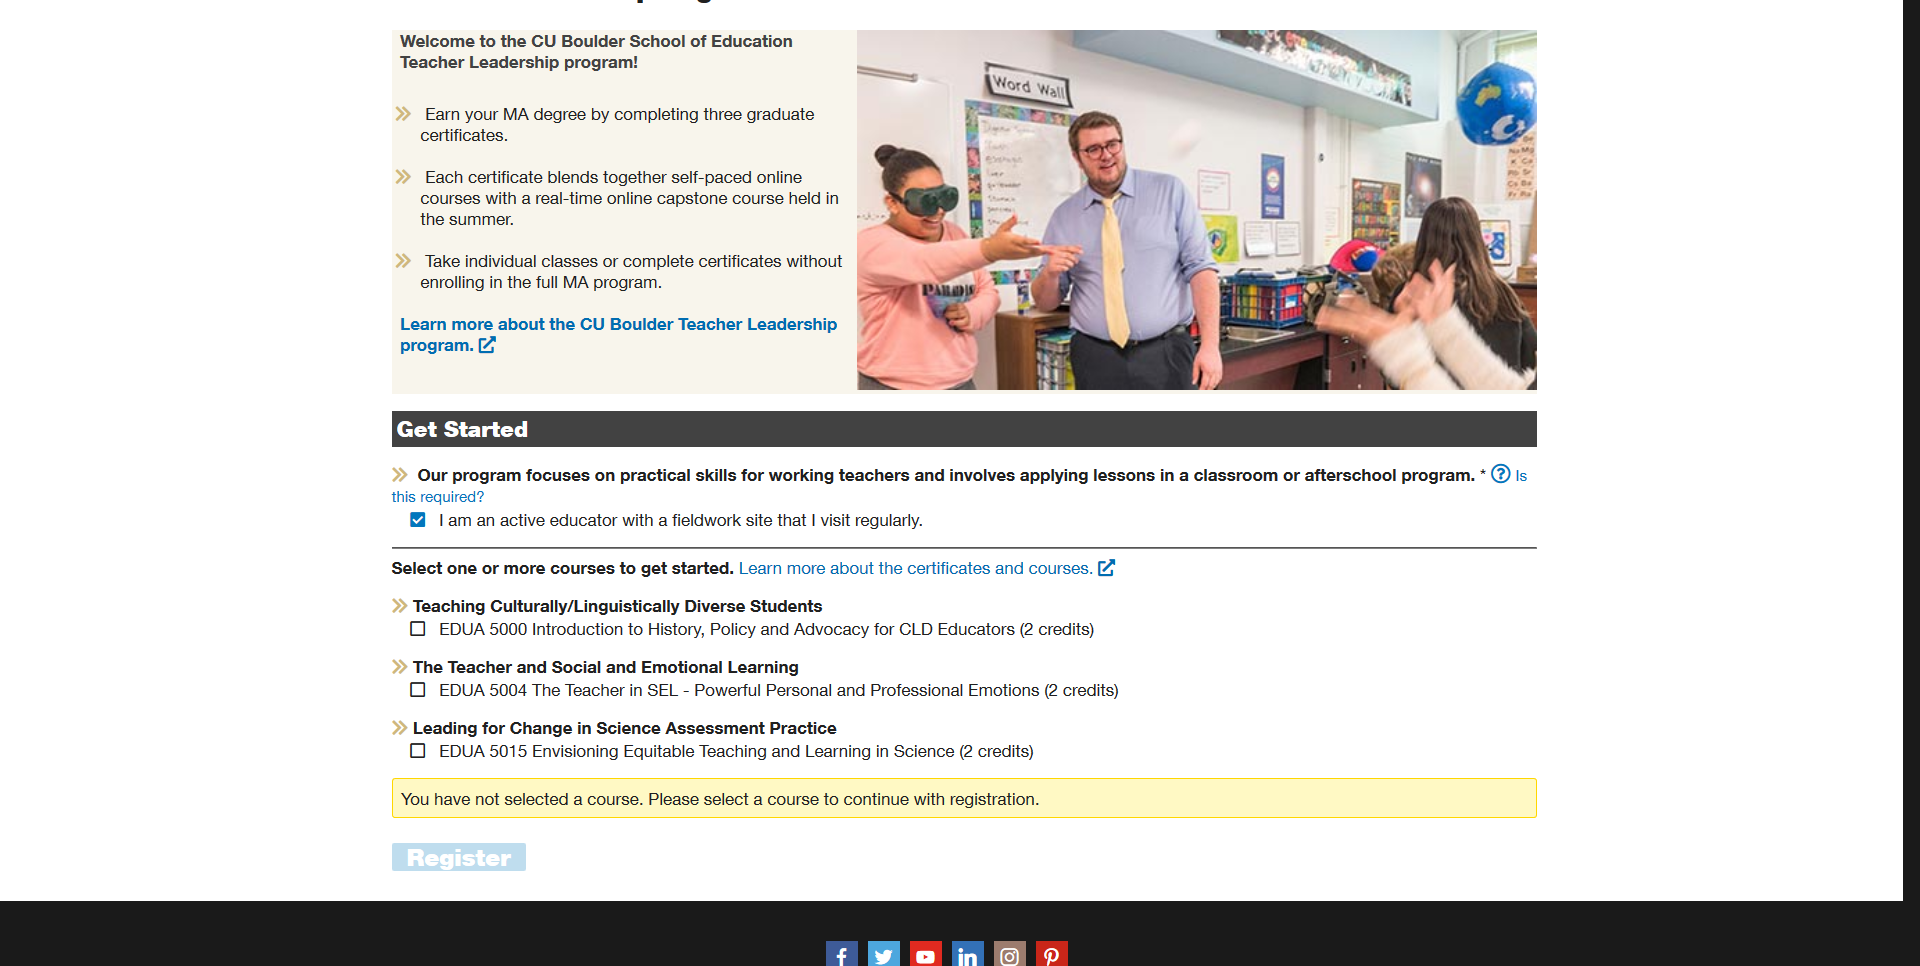 Welcome to the CU Boulder School of Education
Teacher Leadership program!
Earn your MA degree by completing three graduate
certificates.
Each certificate blends together self-paced online
courses with a real-time online capstone course held in
the summer.
Take individual classes or complete certificates without
enrolling in the full MA program.
Learn more about the CU Boulder Teacher Leadership
program.
Word Wall
Get Started
Our program focuses on practical skills for working teachers and involves applying lessons in a classroom or afterschool program. * Is
this required?
I am an active educator with a fieldwork site that I visit regularly.
Select one or more courses to get started. Learn more about the certificates and courses.
Teaching Culturally/Linguistically Diverse Students
EDUA 5000 Introduction to History, Policy and Advocacy for CLD Educators (2 credits)
The Teacher and Social and Emotional Learning
EDUA 5004 The Teacher in SEL - Powerful Personal and Professional Emotions (2 credits)
Leading for Change in Science Assessment Practice
EDUA 5015 Envisioning Equitable Teaching and Learning in Science (2 credits)
You have not selected a course. Please select a course to continue with registration.
Register